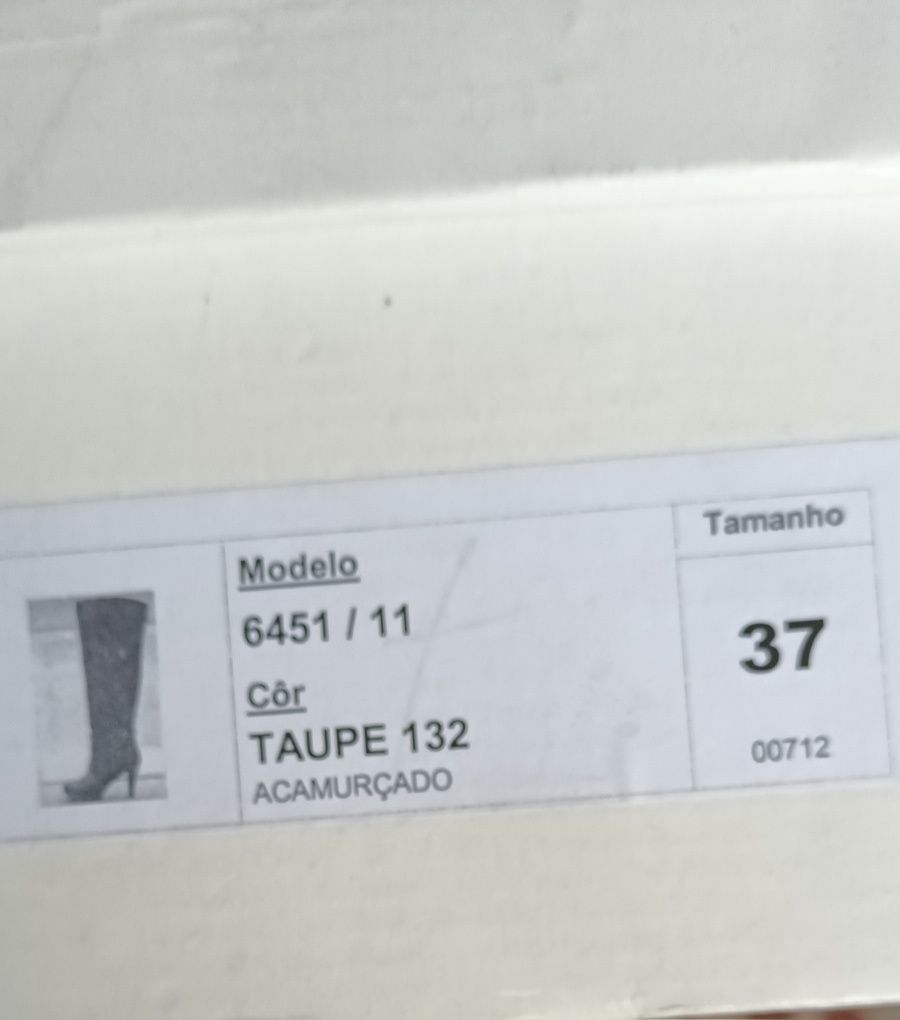 Modelo
6451 / 11
Côr
TAUPE 132
ACAMURÇADO
Tamanho
37
00712